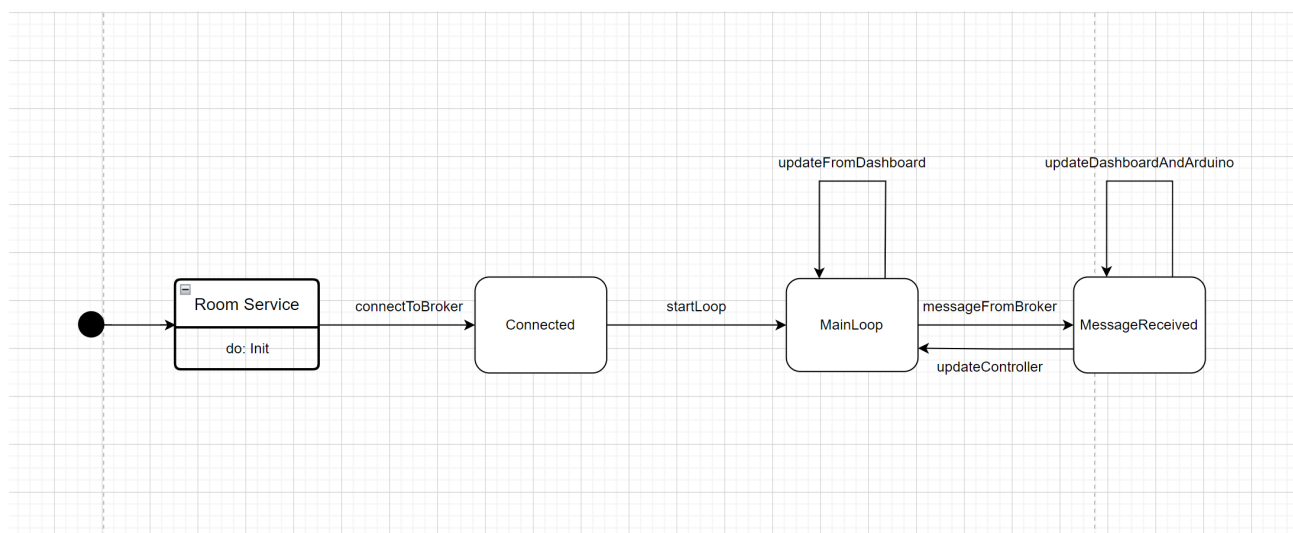 updateFromDashboard
updateDashboardAndArduino
Room Service
do: Init
connectToBroker
Connected
startLoop
MainLoop
messageFromBroker
MessageReceived
updateController